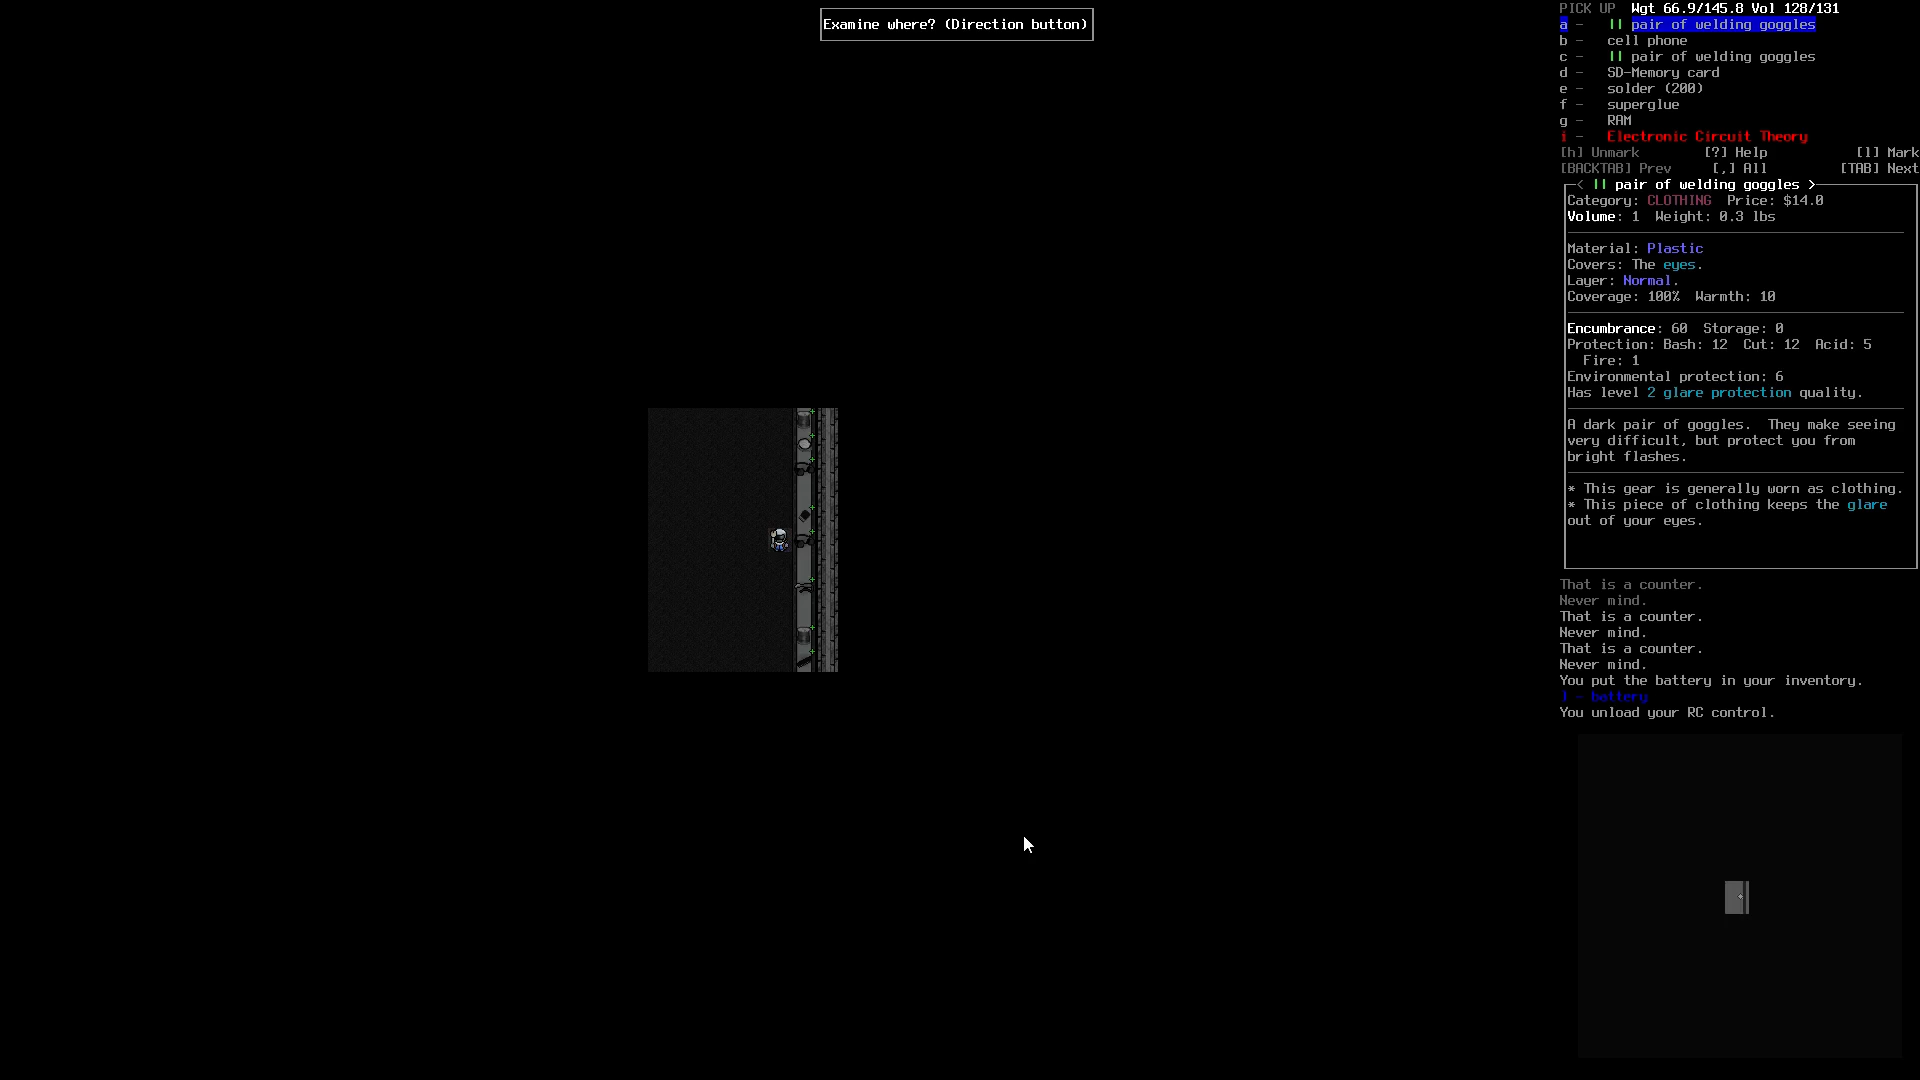 Examine where? (Direction button)
PICK UP Wgt 66.9/145.8 Vol 128/131
a - || pair of welding goggles
b - cell phone
c - || pair of welding goggles
d - SD-Memory card
e - solder (200)
f - superglue
g - RAM
i - Electronic Circuit Theory
[h] Unmark [?] Help [l] Mark
[BACKTAB] Prev [,] All [TAB] Next
< || pair of welding goggles >
Category: CLOTHING Price: $14.0
Volume: 1 Weight: 0.3 lbs
Material: Plastic
Covers: The eyes.
Layer: Normal.
Coverage: 100% Warmth: 10
Encumbrance: 60 Storage: 0
Protection: Bash: 12 Cut: 12 Acid: 5
Fire: 1
Environmental protection: 6
Has level 2 glare protection quality.
A dark pair of goggles. They make seeing
very difficult, but protect you from
bright flashes.
* This gear is generally worn as clothing.
* This piece of clothing keeps the glare
out of your eyes.
That is a counter.
Never mind.
That is a counter.
Never mind.
That is a counter.
Never mind.
You put the battery in your inventory.
- battery
You unload your RC control.